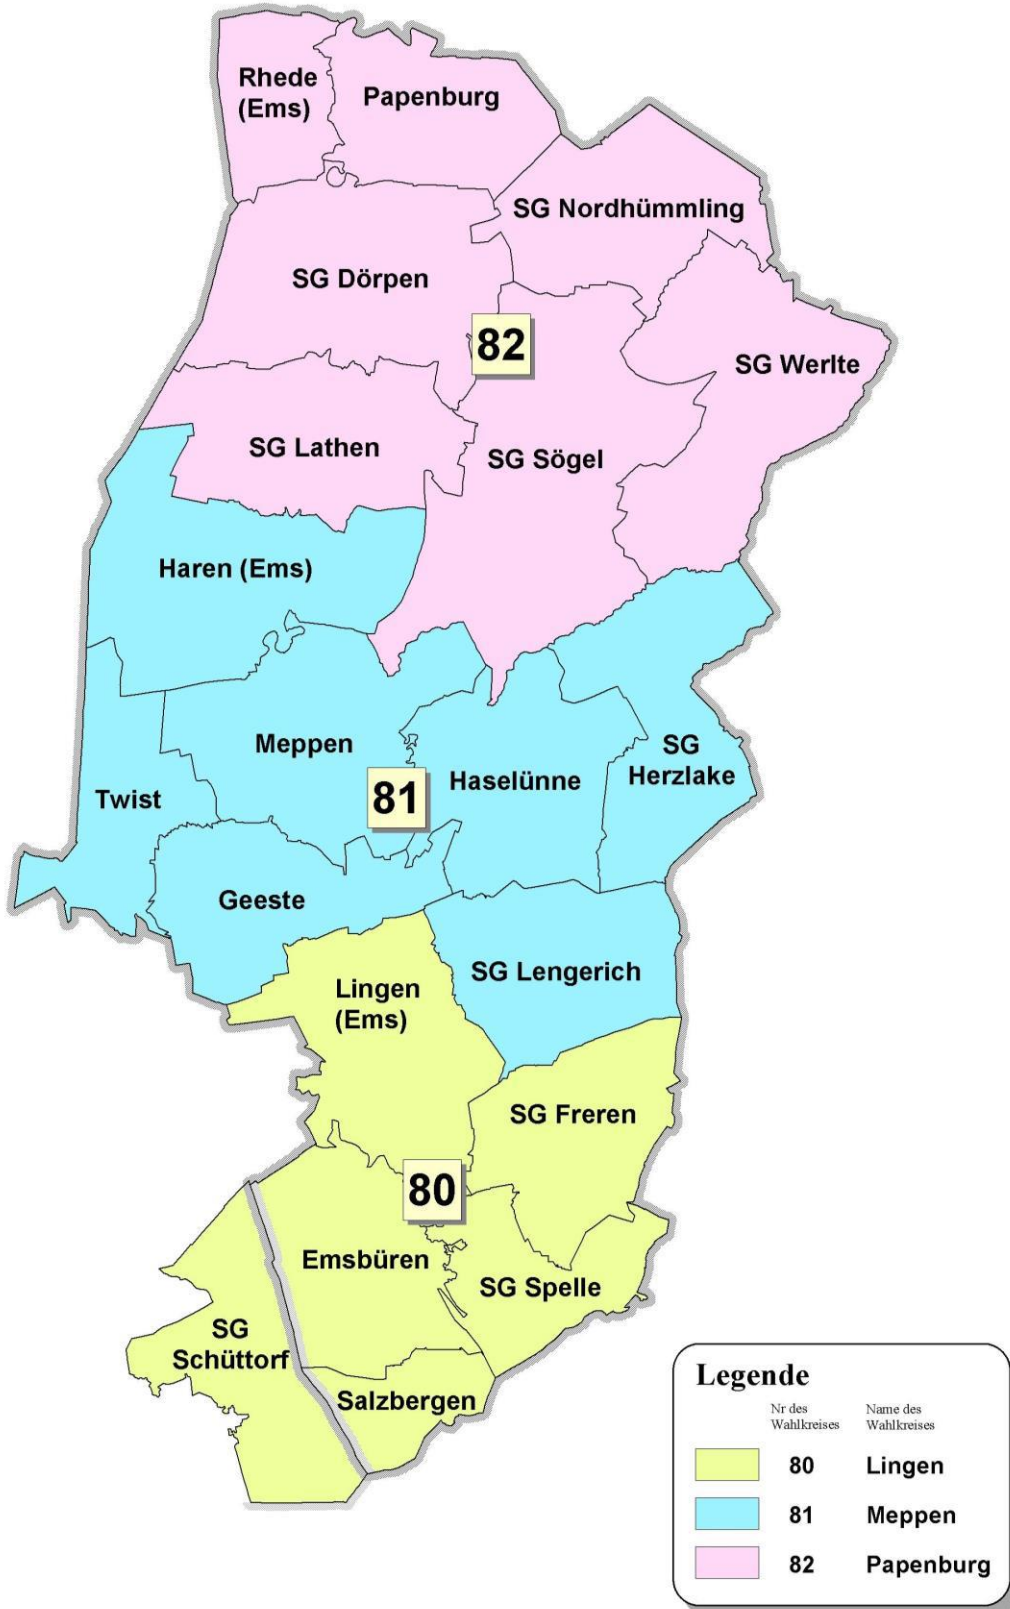 Rhede
(Ems)
Papenburg
SG Nordhümmling
SG Dörpen
82
SG Werlte
SG Lathen
SG Sögel
Haren (Ems)
Meppen
SG
Herzlake
Haselünne
Twist
81
Geeste
SG Lengerich
Lingen
(Ems)
SG Freren
80
Emsbüren
SG Spelle
SG
Schüttorf
Salzbergen
Legende
Nr des
Wahlkreises
Name des
Wahlkreises
80 Lingen
81 Meppen
82 Papenburg